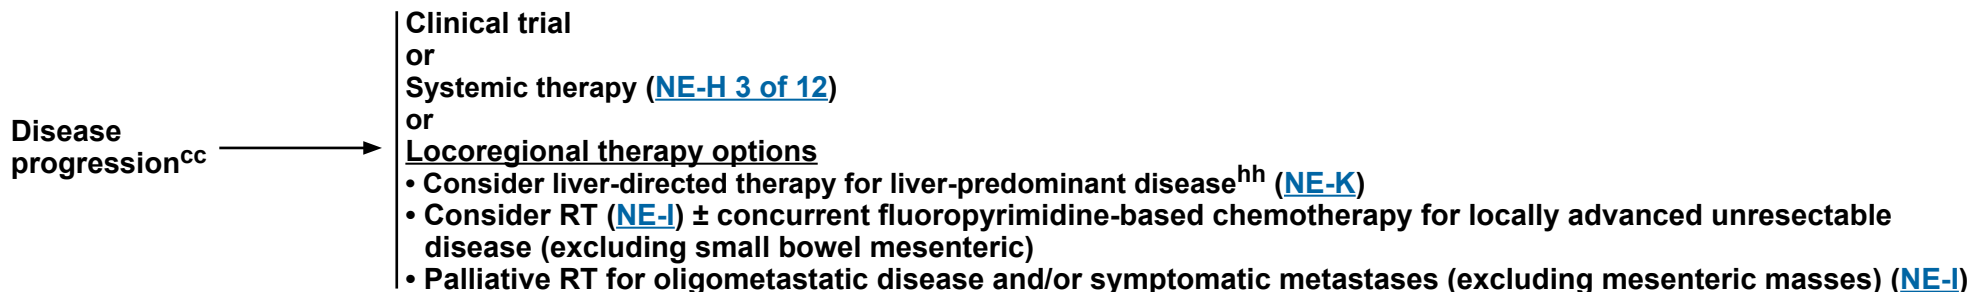 Disease
progressioncc
Clinical trial
or
Systemic therapy (NE-H 3 of 12)
or
Locoregional therapy options
• Consider liver-directed therapy for liver-predominant diseasehh (NE-K)
• Consider RT (NE-I) ± concurrent fluoropyrimidine-based chemotherapy for locally advanced unresectable
disease (excluding small bowel mesenteric)
• Palliative RT for oligometastatic disease and/or symptomatic metastases (excluding mesenteric masses) (NE-I)